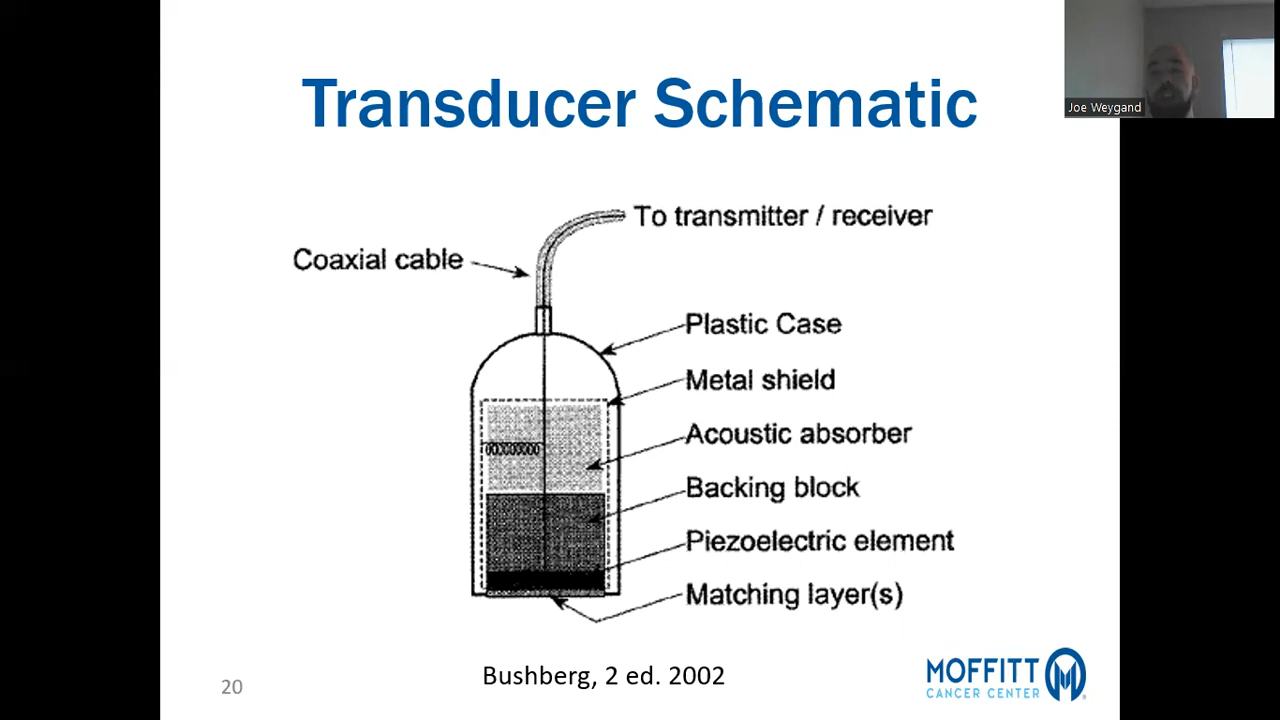 Transducer Schematic
Joe Weygand
To transmitter / receiver
Coaxial cable
Plastic Case
Metal shield
Acoustic absorber
Backing block
Piezoelectric element
Matching layer(s)
Bushberg, 2 ed. 2002
20
MOFFITT
CANCER CENTER
®